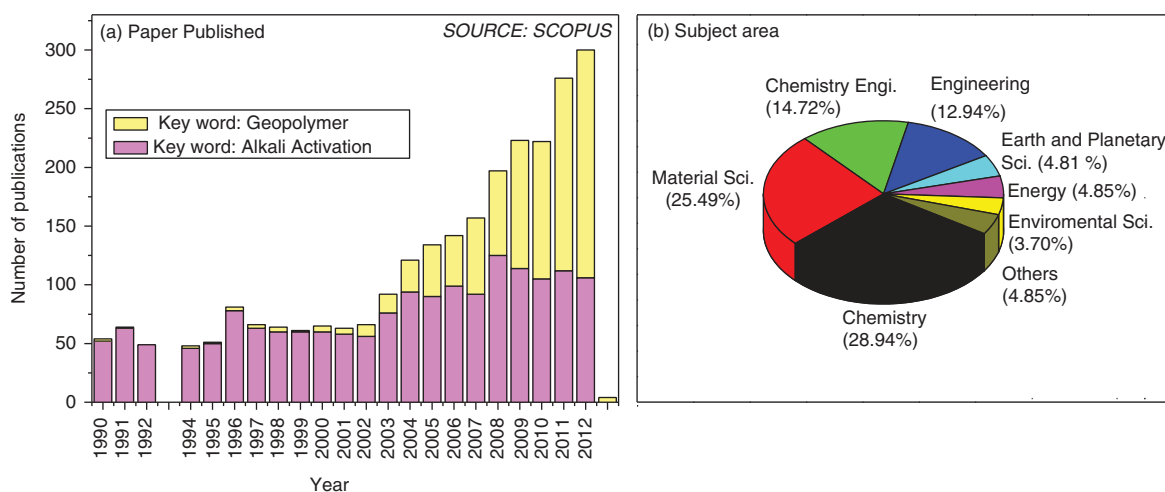 (a) Paper Published
SOURCE: SCOPUS
Key word: Geopolymer
Key word: Alkali Activation
Number of publications
300
250
200
150
100
50
0
1990
1991
1992
1994
1995
1996
1997
1998
1999
2000
2001
2002
2003
2004
2005
2006
2007
2008
2009
2010
2011
2012
Year
(b) Subject area
Chemistry Engi.
(14.72%)
Engineering
(12.94%)
Earth and Planetary
Sci. (4.81 %)
Material Sci.
(25.49%)
Energy (4.85%)
Enviromental Sci.
(3.70%)
Others
(4.85%)
Chemistry
(28.94%)